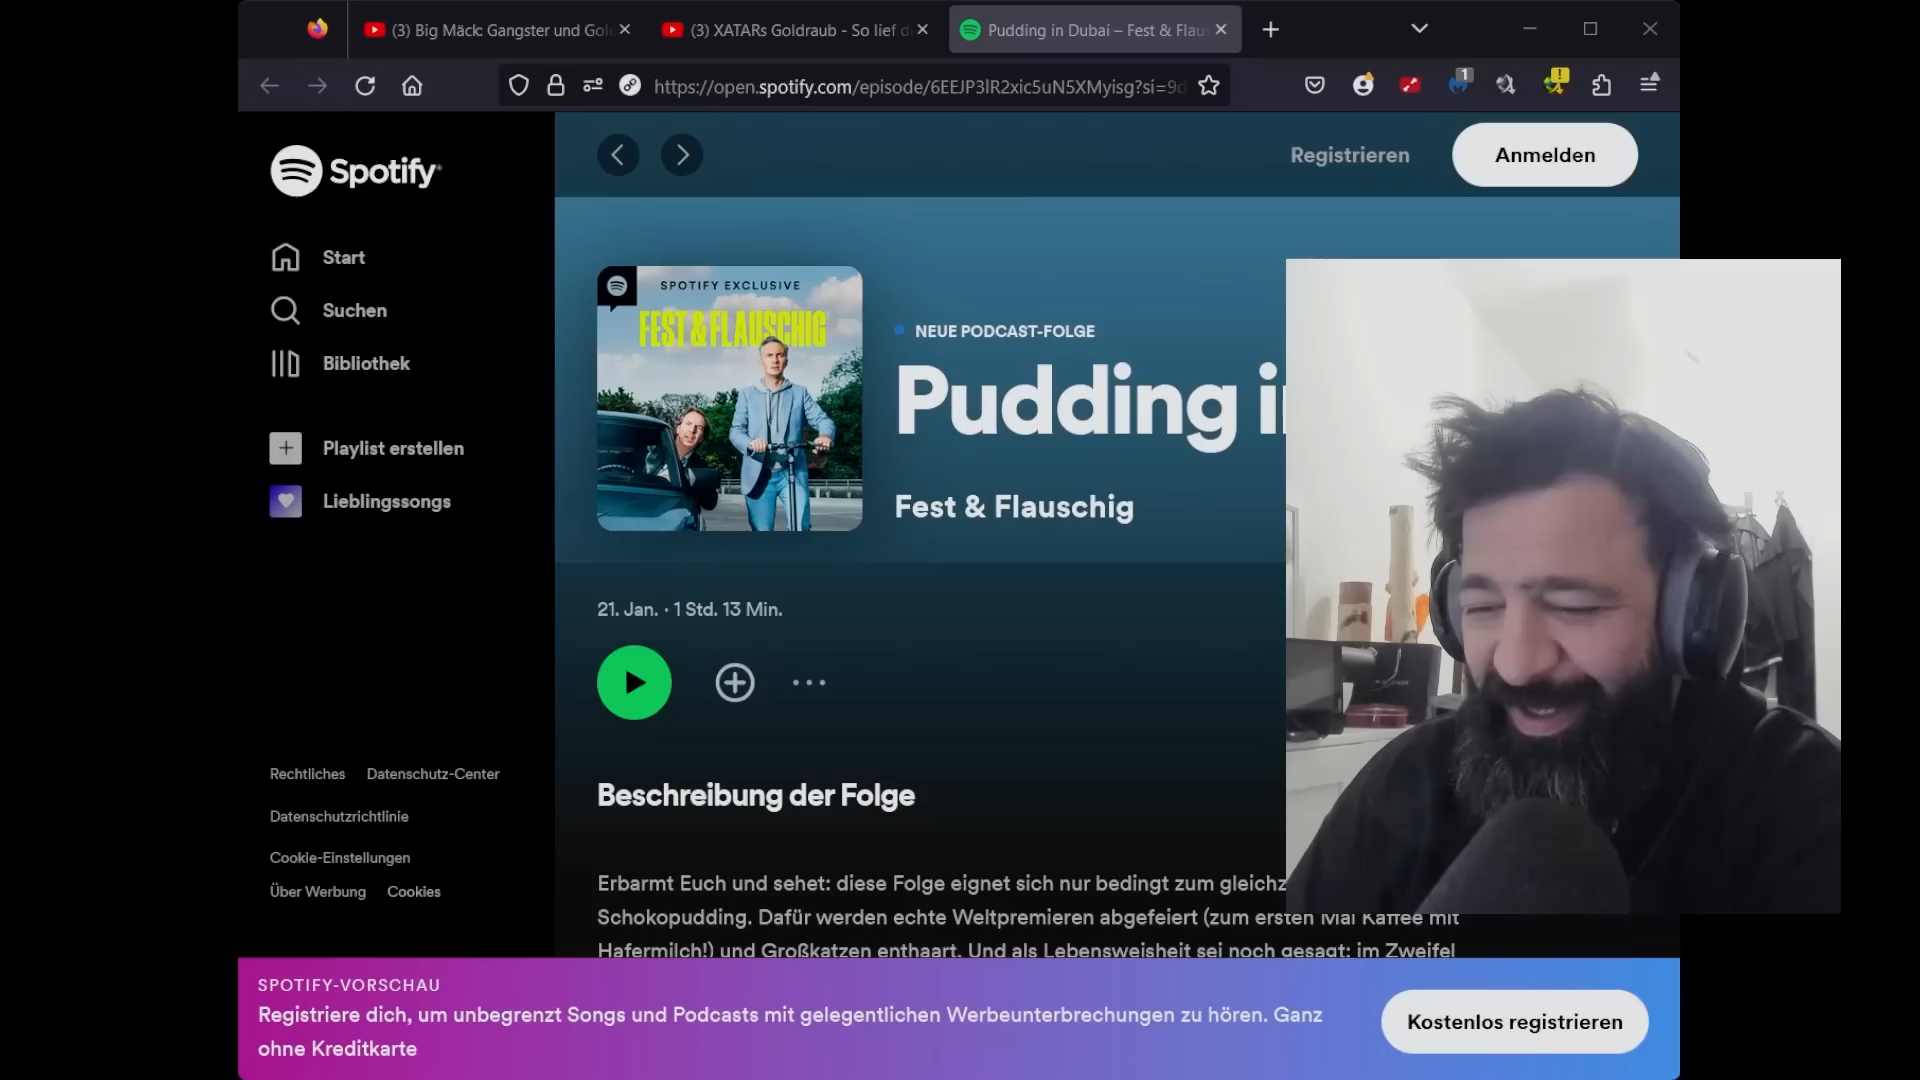 (3) Big Mäck: Gangster und Gol
(3) XATARs Goldraub - So lief d
Pudding in Dubai – Fest & Flaus
https://open.spotify.com/episode/6EEJP3lR2xic5uN5XMyisg?si=9d
1
Spotify
Registrieren
Anmelden
Start
Suchen
Bibliothek
Playlist erstellen
Lieblingssongs
SPOTIFY EXCLUSIVE
FEST & FLAUSCHIG
NEUE PODCAST-FOLGE
Pudding i
Fest & Flauschig
21. Jan. · 1 Std. 13 Min.
Beschreibung der Folge
Erbarmt Euch und sehet: diese Folge eignet sich nur bedingt zum gleichz
Schokopudding. Dafür werden echte Weltpremieren abgefeiert (zum ersten Mal Kaffee mit
Hafermilch!) und Großkatzen enthaart. Und als Lebensweisheit sei noch gesagt: im Zweifel
Rechtliches
Datenschutz-Center
Datenschutzrichtlinie
Cookie-Einstellungen
Über Werbung
Cookies
SPOTIFY-VORSCHAU
Registriere dich, um unbegrenzt Songs und Podcasts mit gelegentlichen Werbeunterbrechungen zu hören. Ganz
ohne Kreditkarte
Kostenlos registrieren